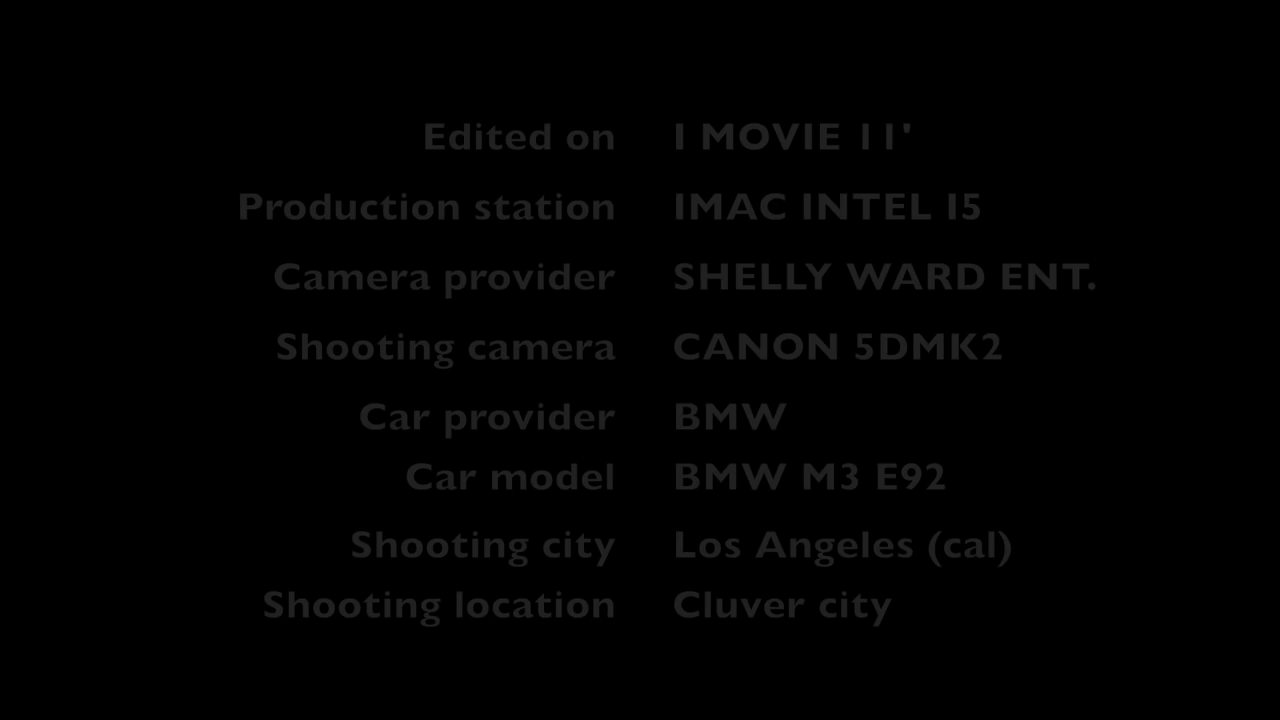 Edited on I MOVIE 11'
Production station IMAC INTEL I5
Camera provider SHELLY WARD ENT.
Shooting camera CANON 5DMK2
Car provider BMW
Car model BMW M3 E92
Shooting city Los Angeles (cal)
Shooting location Cluver city